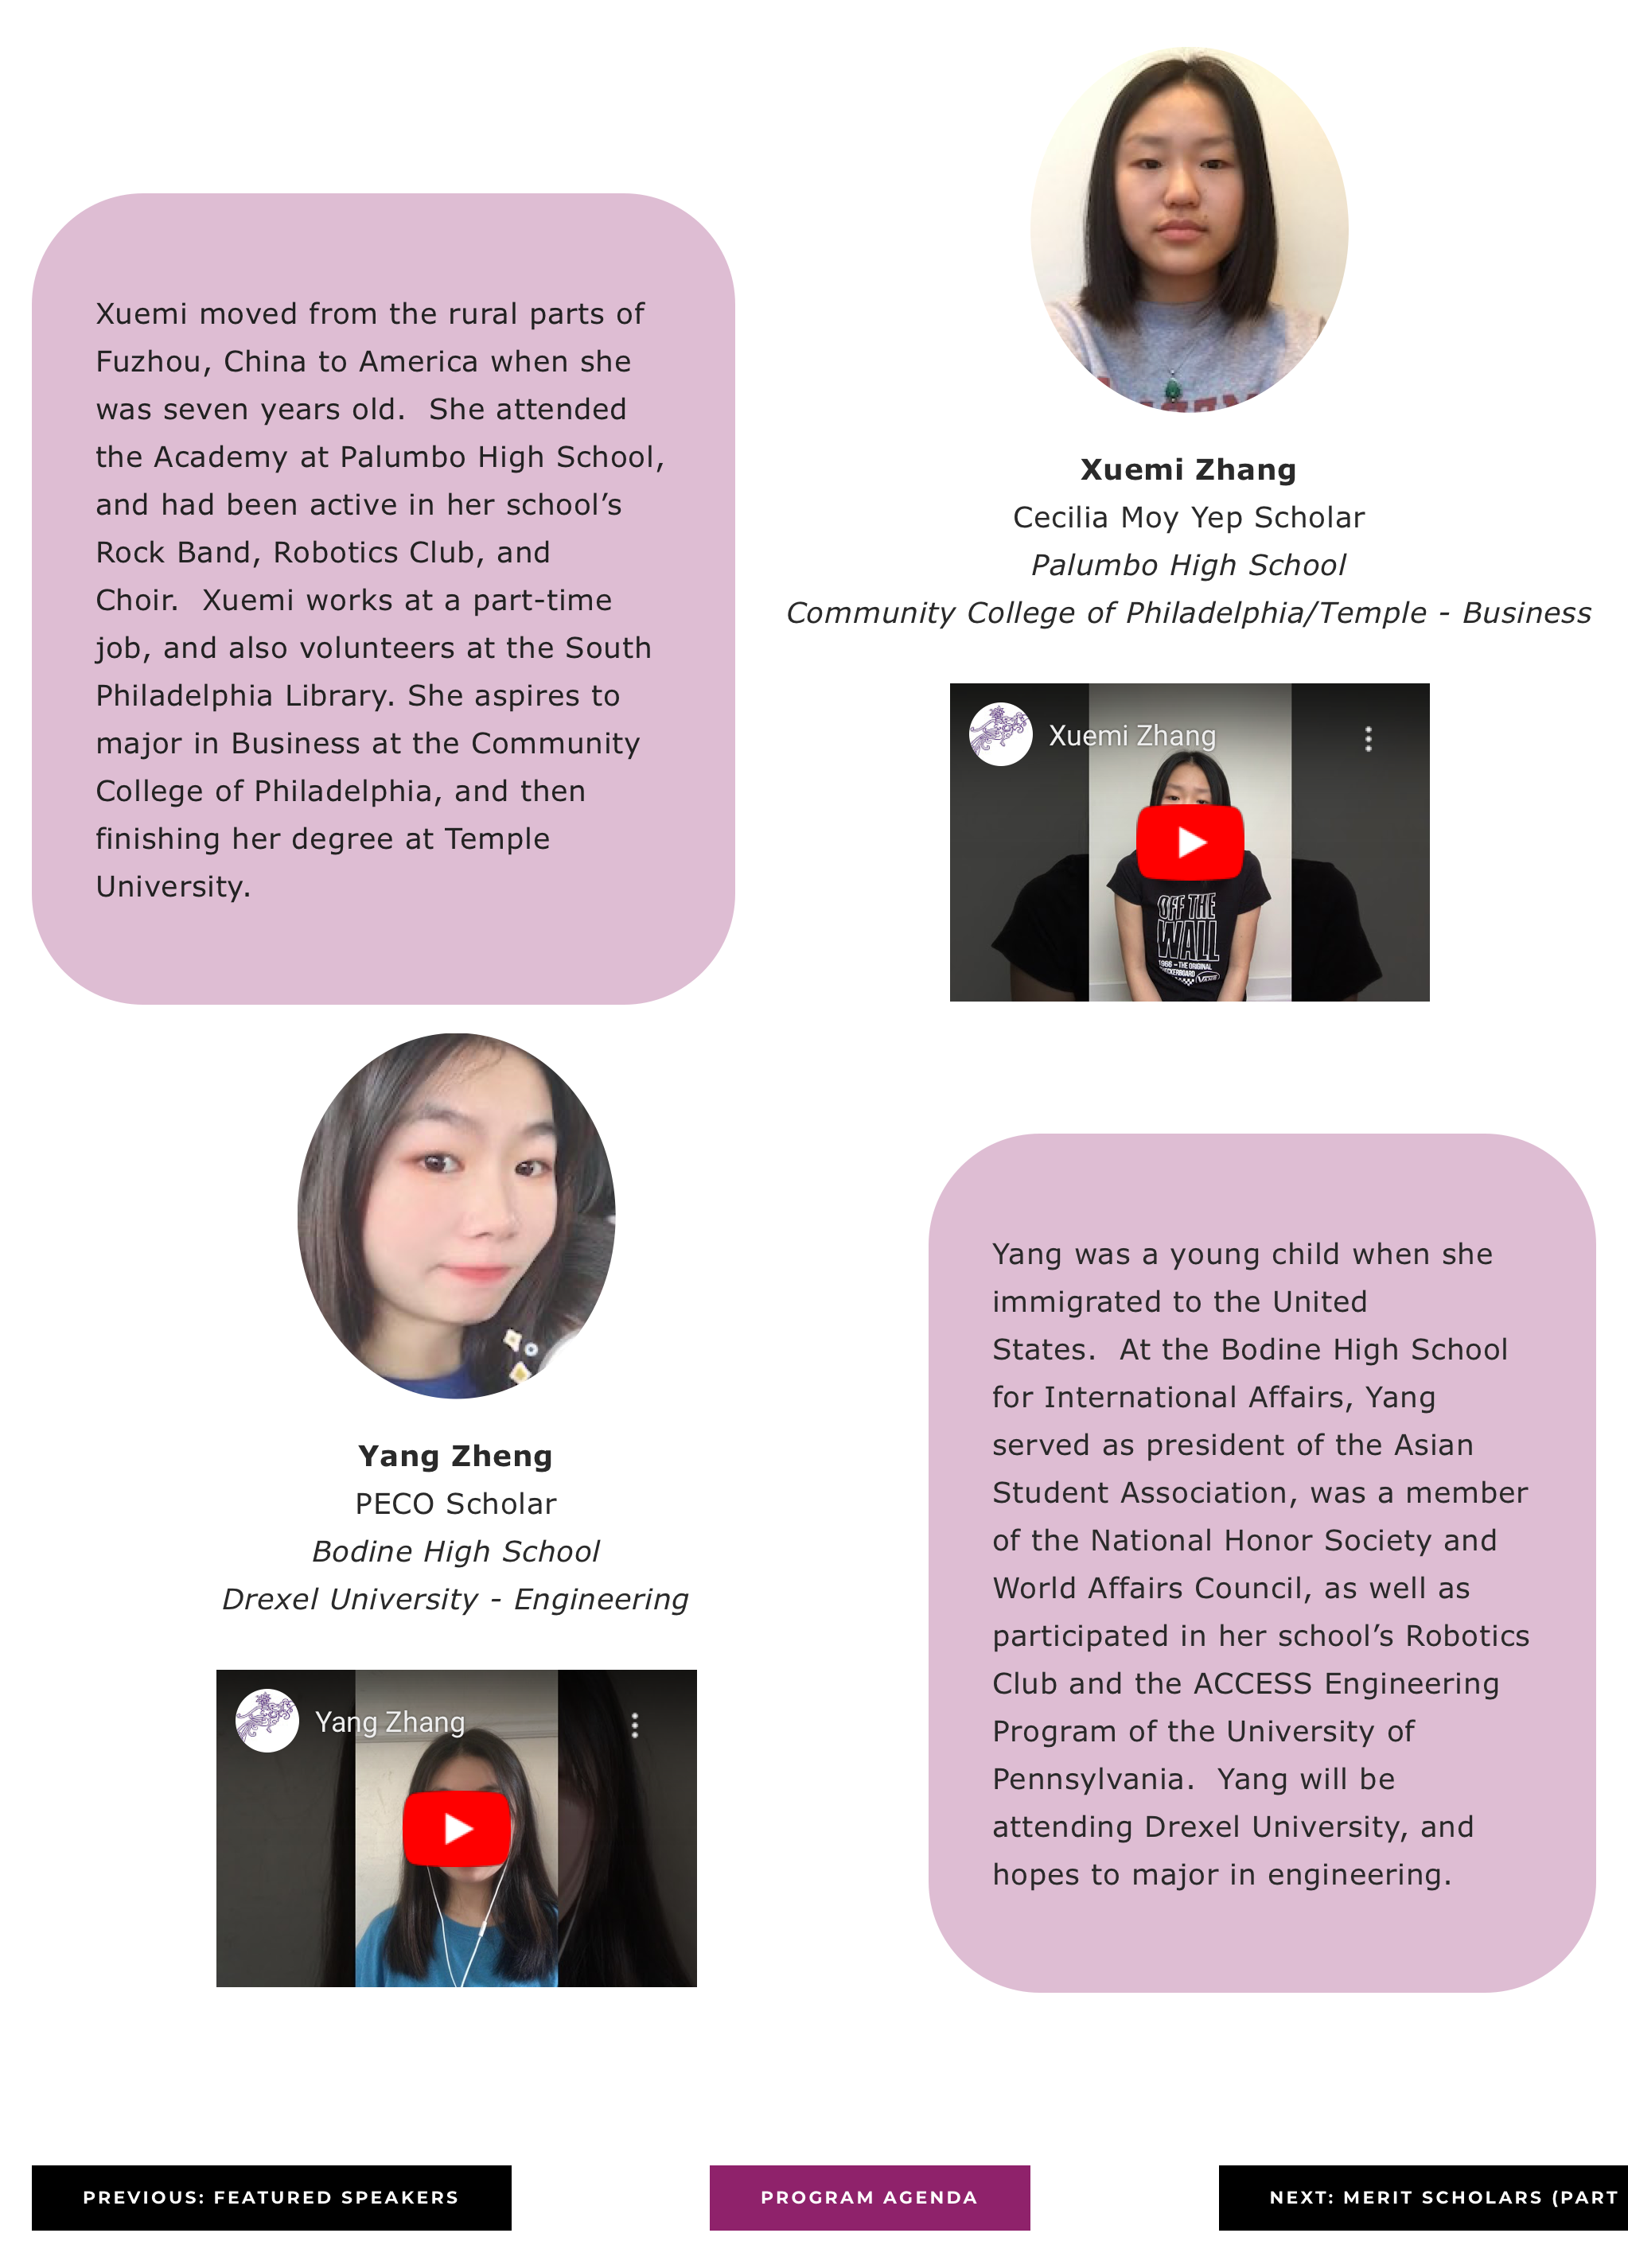 Xuemi moved from the rural parts of
Fuzhou, China to America when she
was seven years old.  She attended
the Academy at Palumbo High School,
and had been active in her school’s
Rock Band, Robotics Club, and
Choir.  Xuemi works at a part-time
job, and also volunteers at the South
Philadelphia Library. She aspires to
major in Business at the Community
College of Philadelphia, and then
finishing her degree at Temple
University.
Xuemi Zhang
Cecilia Moy Yep Scholar
Palumbo High School
Community College of Philadelphia/Temple - Business
Xuemi Zhang
OFF THE
WALL
1966 – THE ORIGINAL
Yang Zheng
PECO Scholar
Bodine High School
Drexel University - Engineering
Yang Zhang
Yang was a young child when she
immigrated to the United
States.  At the Bodine High School
for International Affairs, Yang
served as president of the Asian
Student Association, was a member
of the National Honor Society and
World Affairs Council, as well as
participated in her school’s Robotics
Club and the ACCESS Engineering
Program of the University of
Pennsylvania.  Yang will be
attending Drexel University, and
hopes to major in engineering.
PREVIOUS: FEATURED SPEAKERS
PROGRAM AGENDA
NEXT: MERIT SCHOLARS (PART